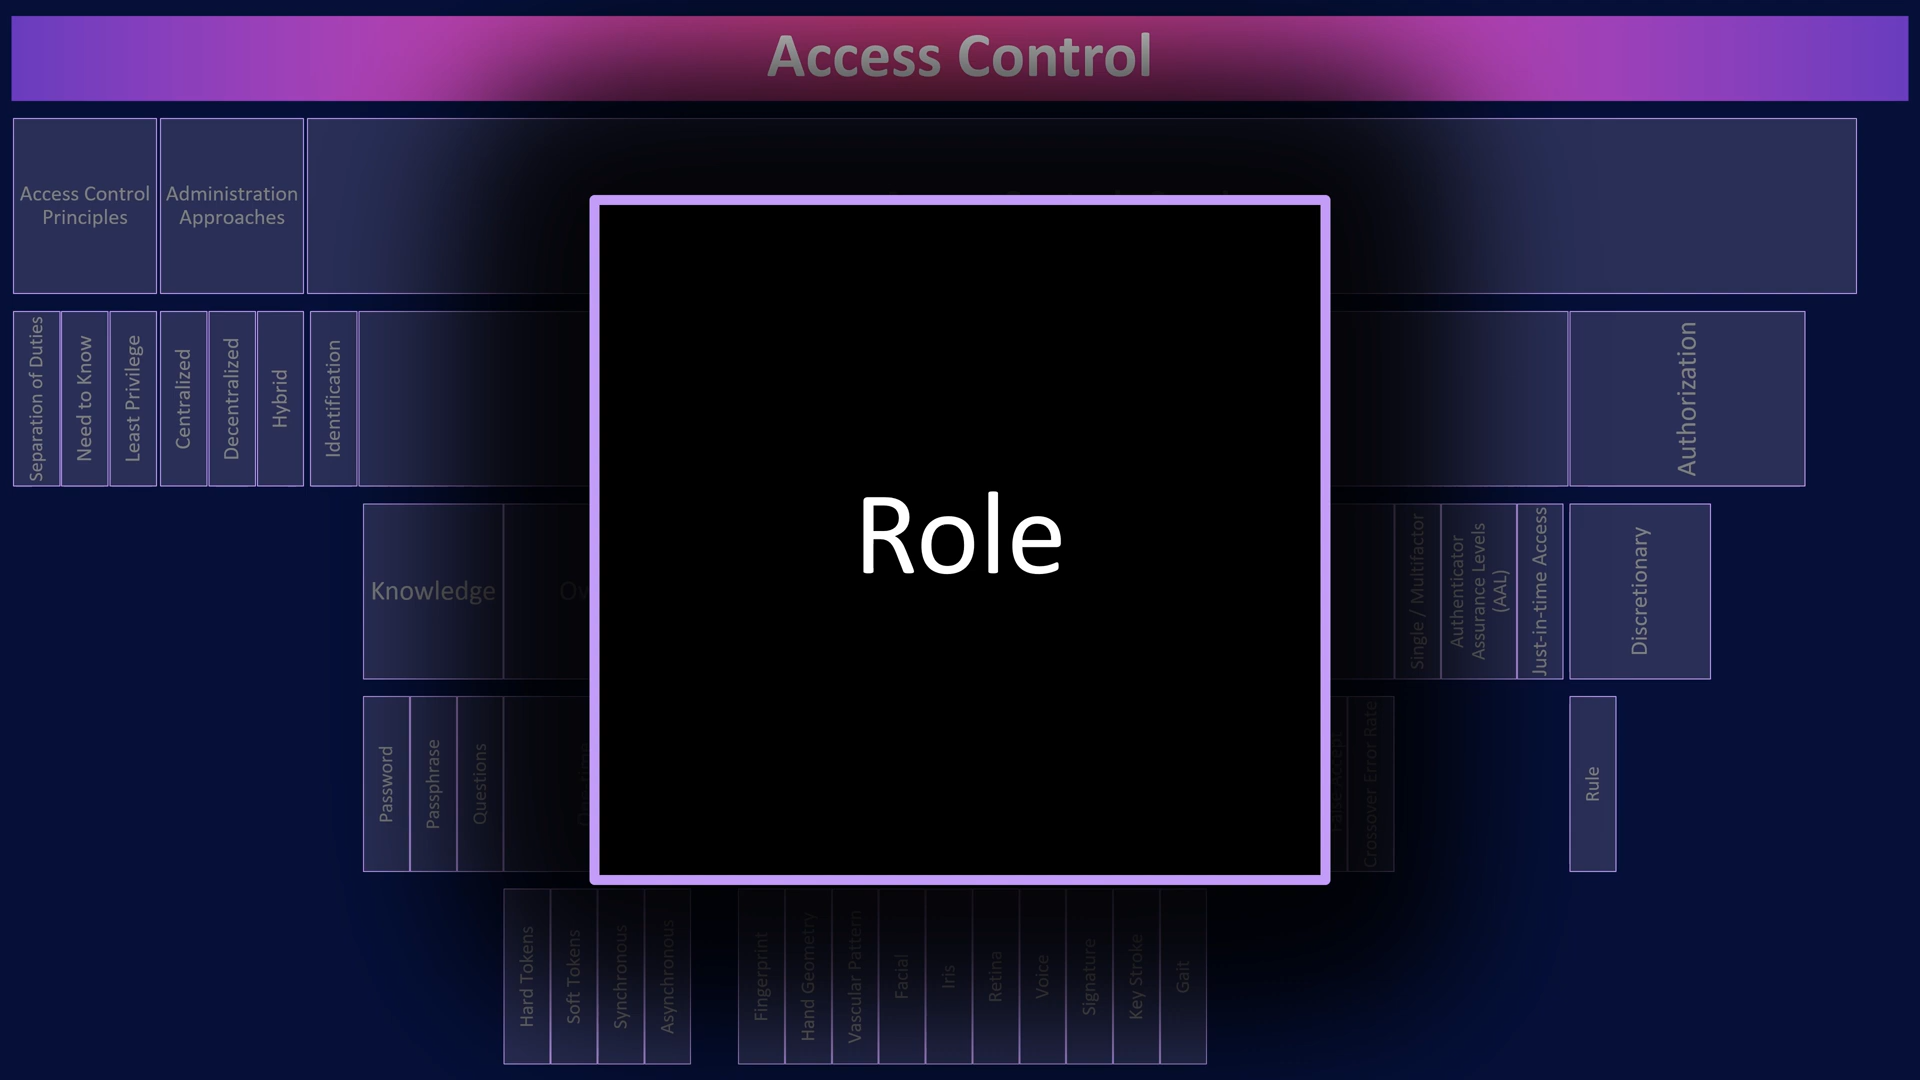 Access Control
Access Control
Principles
Administration
Approaches
Separation of Duties
Need to Know
Least Privilege
Centralized
Decentralized
Hybrid
Identification
Authorization
Role
Knowledge
Single / Multifactor
Authenticator
Assurance Levels
(AAL)
Just-in-time Access
Discretionary
Password
Passphrase
Questions
Crossover Error Rate
Rule
Hard Tokens
Soft Tokens
Synchronous
Asynchronous
Fingerprint
Hand Geometry
Vascular Pattern
Facial
Iris
Retina
Voice
Signature
Key Stroke
Gait